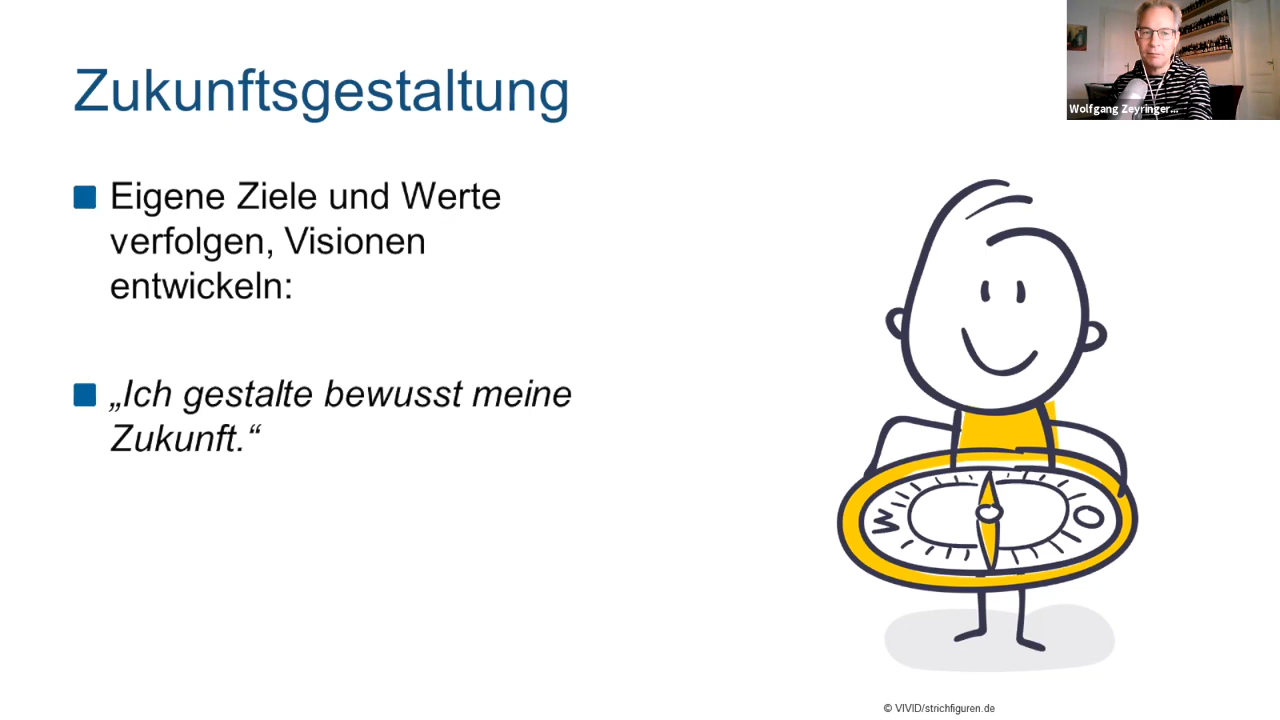 Zukunftsgestaltung
Wolfgang Zeyringer...
Eigene Ziele und Werte
verfolgen, Visionen
entwickeln:
„Ich gestalte bewusst meine
Zukunft.“
W
O
© VIVID/strichfiguren.de